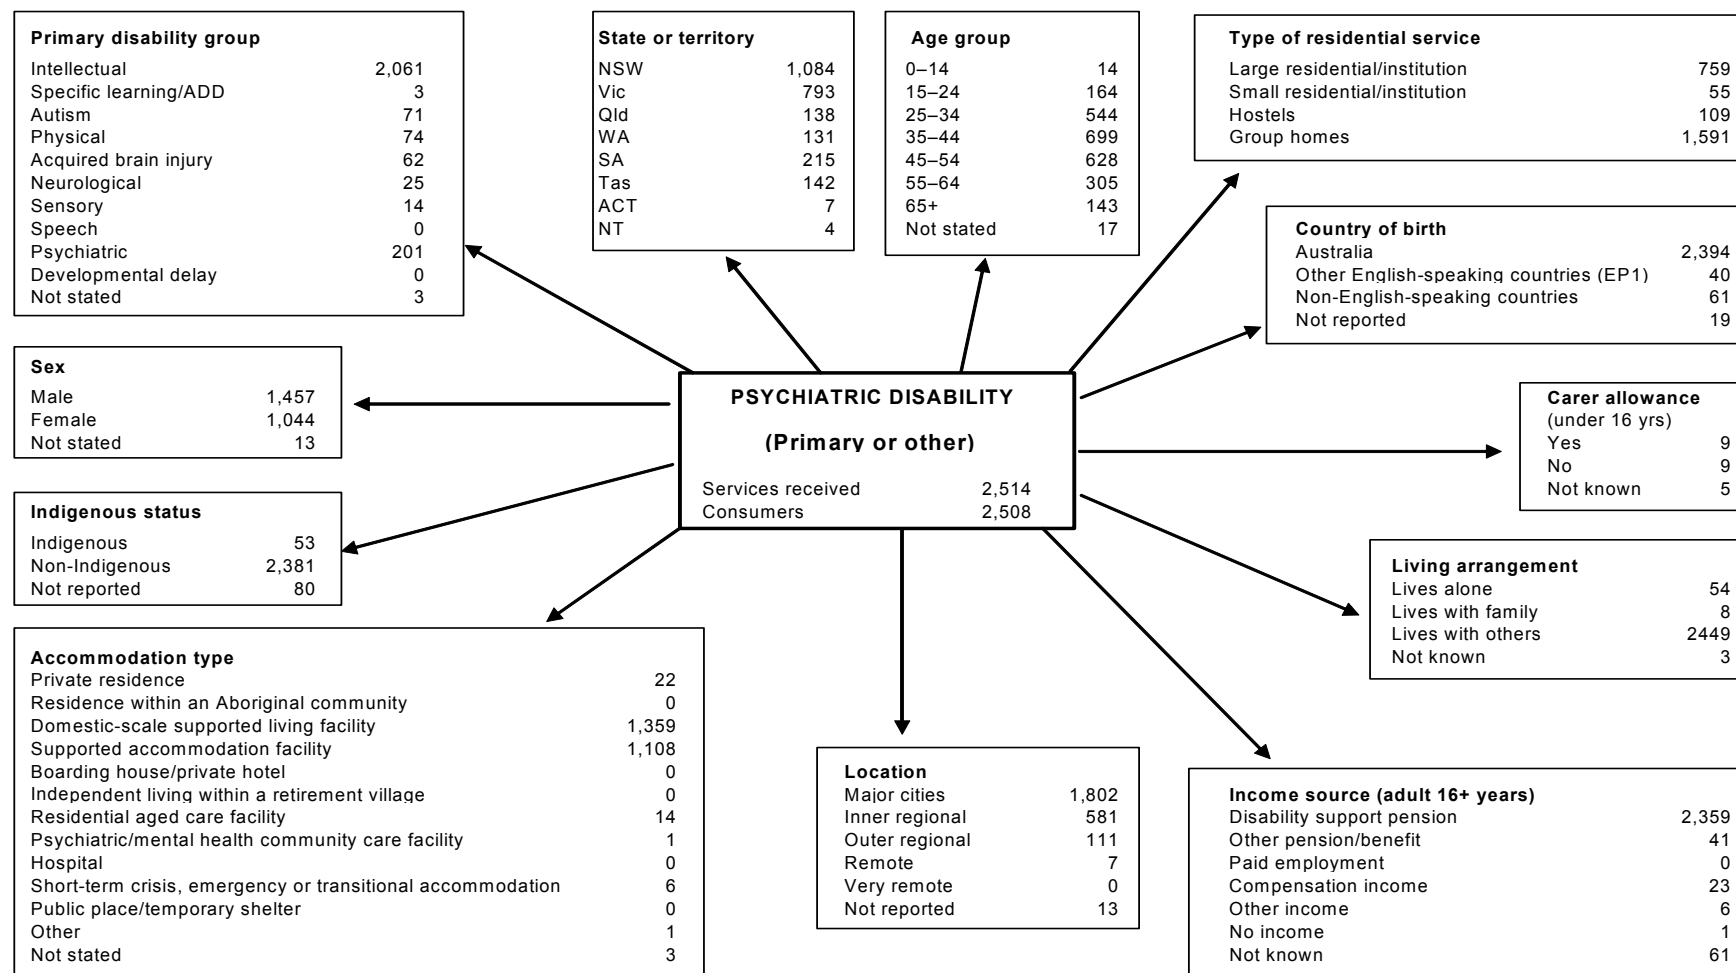 Primary disability group
Intellectual 2,061
Specific learning/ADD 3
Autism 71
Physical 74
Acquired brain injury 62
Neurological 25
Sensory 14
Speech 0
Psychiatric 201
Developmental delay 0
Not stated 3
State or territory
NSW 1,084
Vic 793
Qld 138
WA 131
SA 215
Tas 142
ACT 7
NT 4
Age group
0–14 14
15–24 164
25–34 544
35–44 699
45–54 628
55–64 305
65+ 143
Not stated 17
Type of residential service
Large residential/institution 759
Small residential/institution 55
Hostels 109
Group homes 1,591
Country of birth
Australia 2,394
Other English-speaking countries (EP1) 40
Non-English-speaking countries 61
Not reported 19
Sex
Male 1,457
Female 1,044
Not stated 13
PSYCHIATRIC DISABILITY
(Primary or other)
Services received 2,514
Consumers 2,508
Carer allowance
(under 16 yrs)
Yes 9
No 9
Not known 5
Indigenous status
Indigenous 53
Non-Indigenous 2,381
Not reported 80
Living arrangement
Lives alone 54
Lives with family 8
Lives with others 2449
Not known 3
Accommodation type
Private residence 22
Residence within an Aboriginal community 0
Domestic-scale supported living facility 1,359
Supported accommodation facility 1,108
Boarding house/private hotel 0
Independent living within a retirement village 0
Residential aged care facility 14
Psychiatric/mental health community care facility 1
Hospital 0
Short-term crisis, emergency or transitional accommodation 6
Public place/temporary shelter 0
Other 1
Not stated 3
Location
Major cities 1,802
Inner regional 581
Outer regional 111
Remote 7
Very remote 0
Not reported 13
Income source (adult 16+ years)
Disability support pension 2,359
Other pension/benefit 41
Paid employment 0
Compensation income 23
Other income 6
No income 1
Not known 61